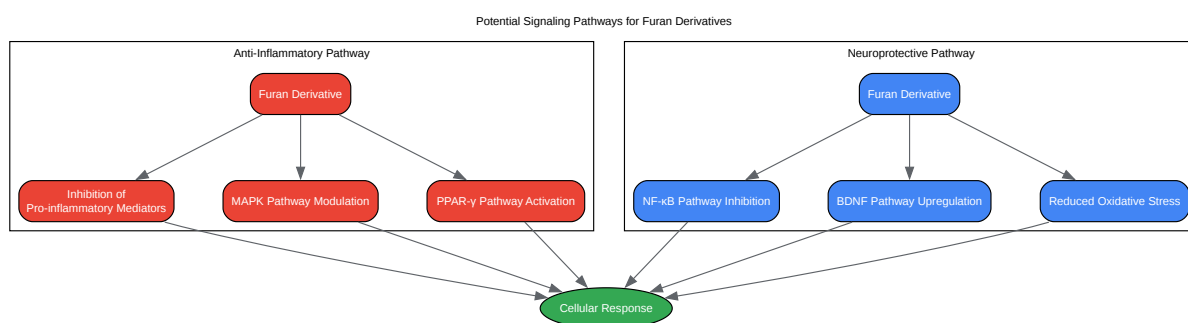 Potential Signaling Pathways for Furan Derivatives
Anti-Inflammatory Pathway
Furan Derivative
Inhibition of
Pro-inflammatory Mediators
MAPK Pathway Modulation
PPAR-γ Pathway Activation
Neuroprotective Pathway
Furan Derivative
NF-κB Pathway Inhibition
BDNF Pathway Upregulation
Reduced Oxidative Stress
Cellular Response